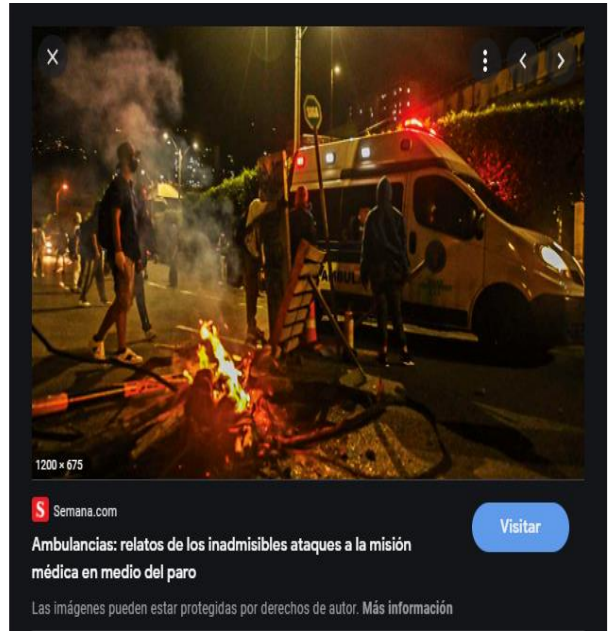 AMBULA
1200 × 675
S Semana.com
Ambulancias: relatos de los inadmisibles ataques a la misión
médica en medio del paro
Visitar
Las imágenes pueden estar protegidas por derechos de autor. Más información